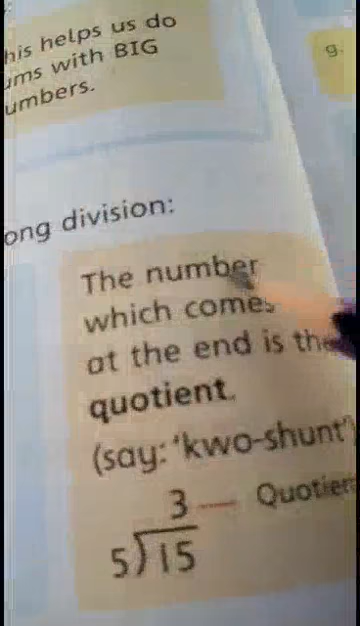 his helps us do
ums with BIG
umbers.
g.
ong division:
The number
which comes
at the end is the
quotient.
(say: 'kwo-shunt')
3 — Quotien
5)15